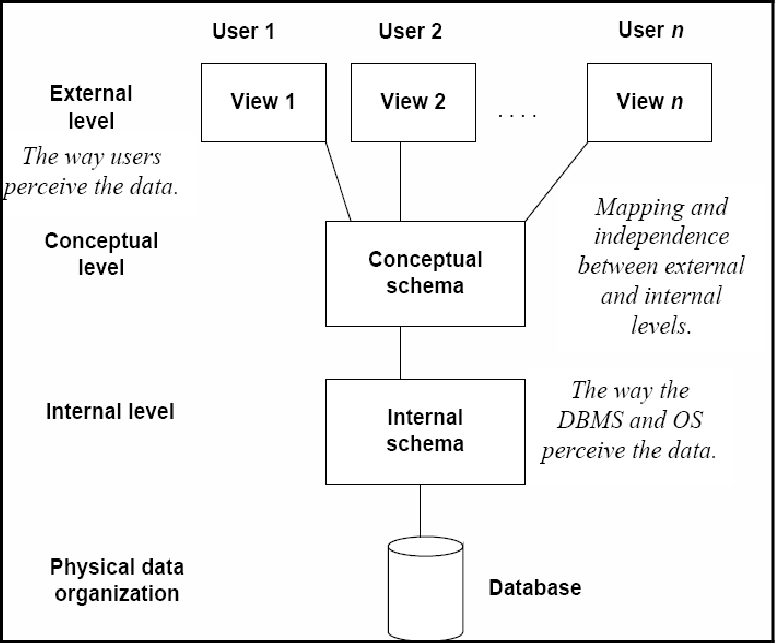 User 1
User 2
User n
External
level
View 1
View 2
. . . .
View n
The way users
perceive the data.
Conceptual
level
Conceptual
schema
Mapping and
independence
between external
and internal
levels.
Internal level
Internal
schema
The way the
DBMS and OS
perceive the data.
Physical data
organization
Database